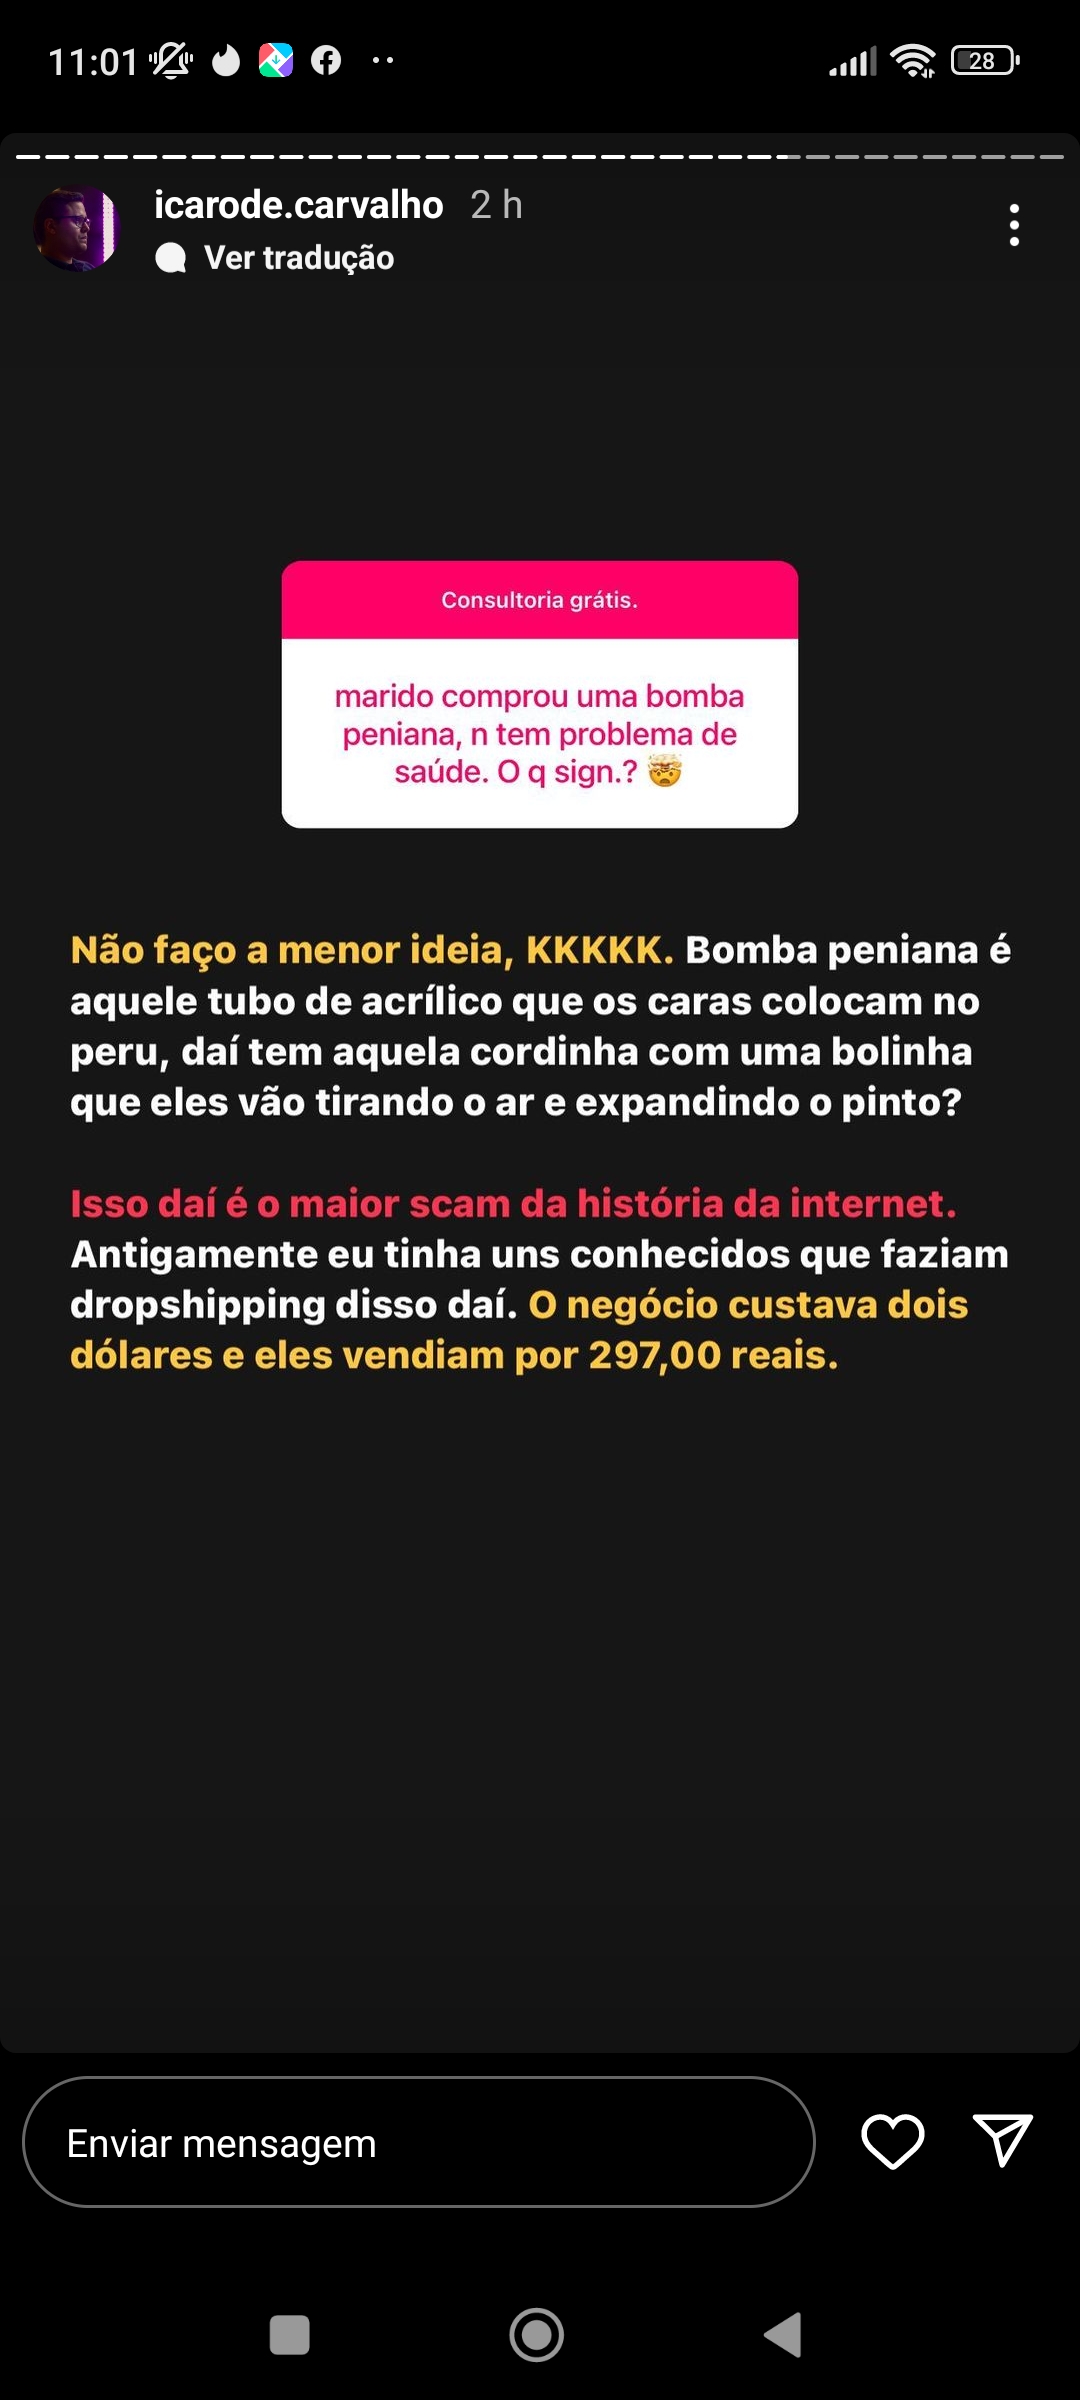 11:01
28
icarode.carvalho 2 h
Ver tradução
Consultoria grátis.
marido comprou uma bomba
peniana, n tem problema de
saúde. O q sign.? 🤯
Não faço a menor ideia, KKKKK. Bomba peniana é
aquele tubo de acrílico que os caras colocam no
peru, daí tem aquela cordinha com uma bolinha
que eles vão tirando o ar e expandindo o pinto?
Isso daí é o maior scam da história da internet.
Antigamente eu tinha uns conhecidos que faziam
dropshipping disso daí. O negócio custava dois
dólares e eles vendiam por 297,00 reais.
Enviar mensagem